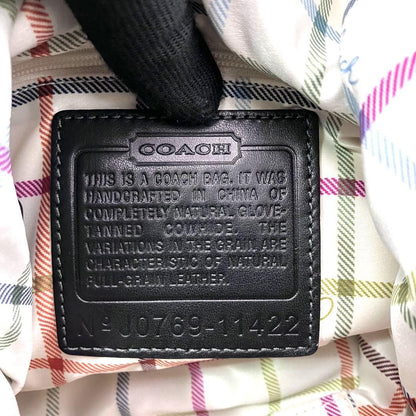 COACH
THIS IS A COACH BAG. IT WAS
HANDCRAFTED IN CHINA OF
COMPLETELY NATURAL GLOVE-
TANNED COWHIDE. THE
VARIATIONS IN THE GRAIN ARE
CHARACTERISTIC OF NATURAL
FULL-GRAIN LEATHER.
Nº J0769-11422